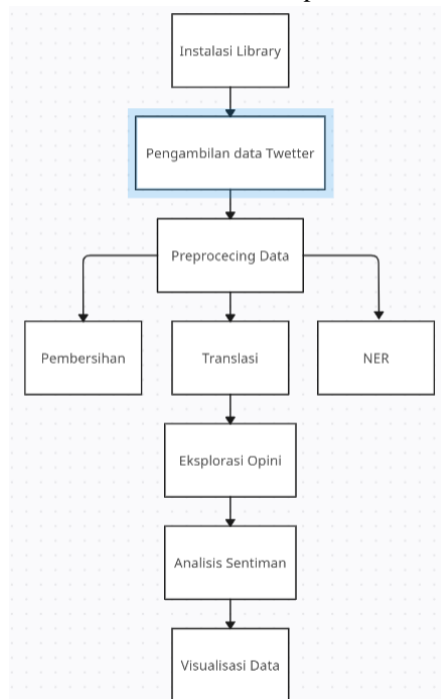 Instalasi Library
Pengambilan data Twetter
Preprocecing Data
Pembersihan
Translasi
NER
Eksplorasi Opini
Analisis Sentiman
Visualisasi Data